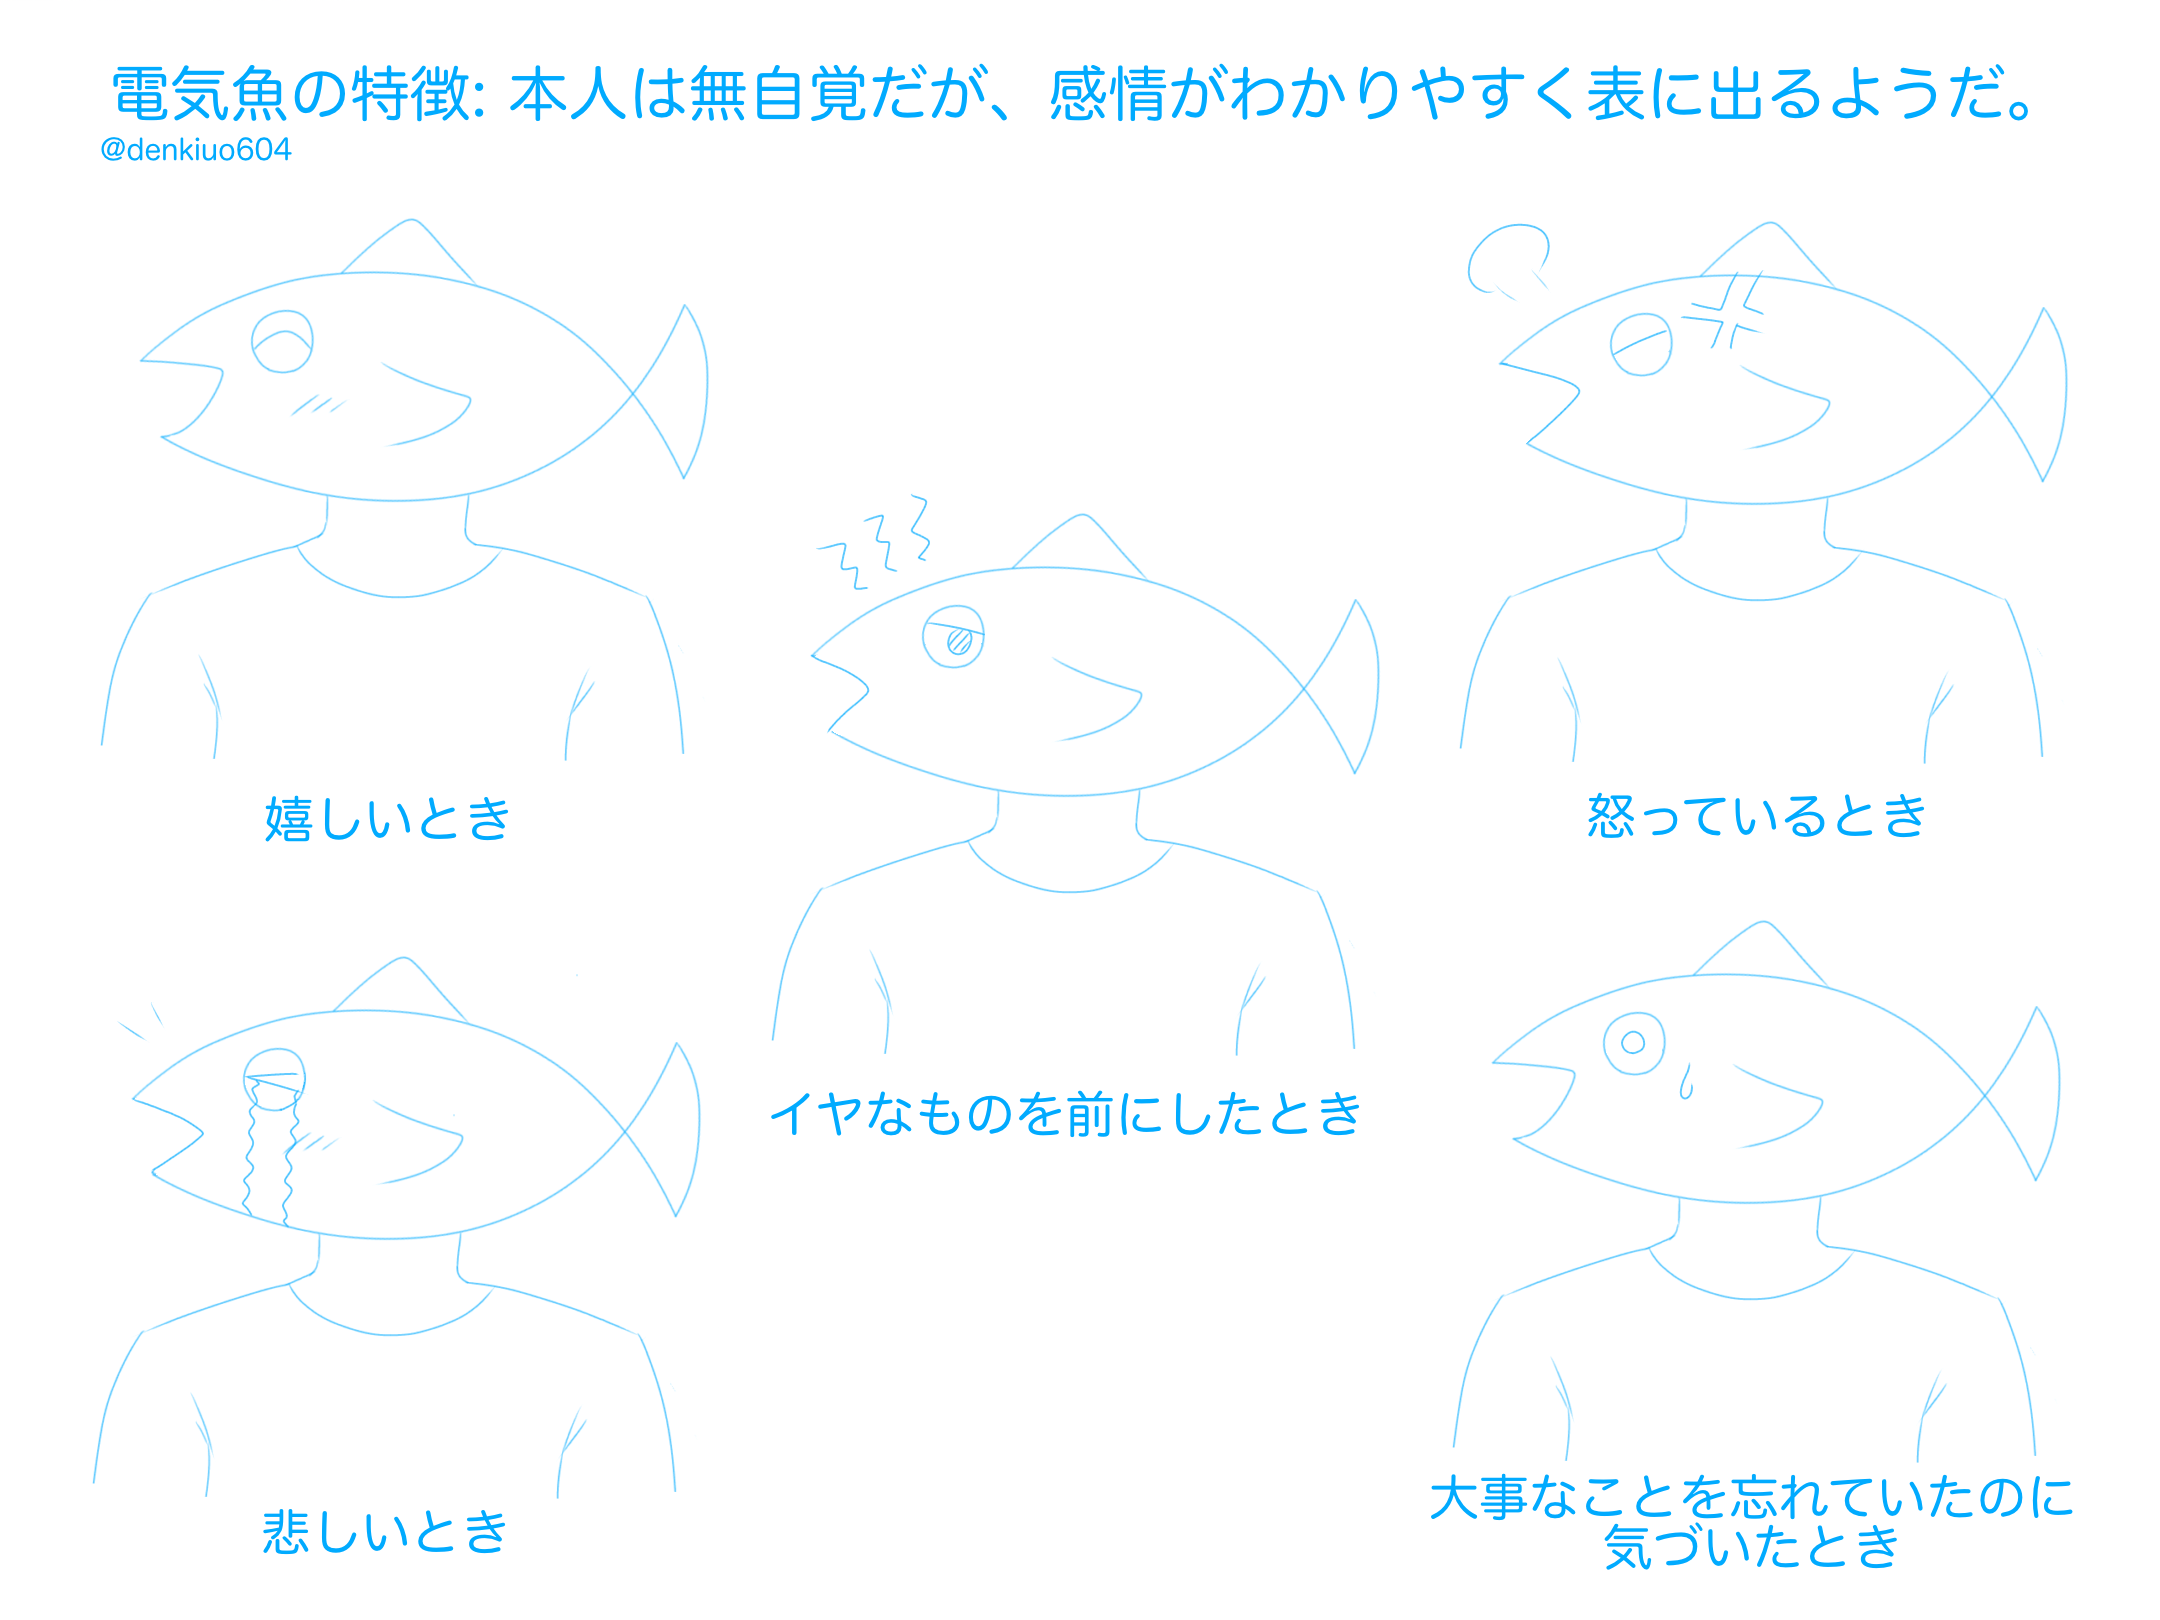 電気魚の特徴: 本人は無自覚だが、感情がわかりやすく表に出るようだ。
@denkiuo604
嬉しいとき
怒っているとき
イヤなものを前にしたとき
悲しいとき
大事なことを忘れていたのに
気づいたとき